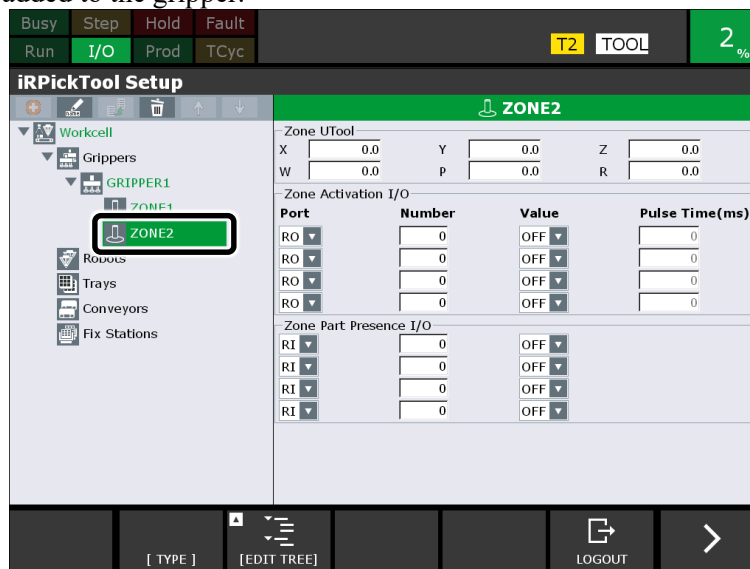 added to the gripper.
Busy Step Hold Fault
Run I/O Prod TCyc
T2 TOOL 2 %
iRPickTool Setup
ZONE2
Workcell
Grippers
GRIPPER1
ZONE1
ZONE2
Robots
Trays
Conveyors
Fix Stations
Zone UTool
X 0.0 Y 0.0 Z 0.0
W 0.0 P 0.0 R 0.0
Zone Activation I/O
Port Number Value Pulse Time(ms)
RO 0 OFF 0
RO 0 OFF 0
RO 0 OFF 0
RO 0 OFF 0
Zone Part Presence I/O
RI 0 OFF
RI 0 OFF
RI 0 OFF
RI 0 OFF
[ TYPE ] [EDIT TREE] LOGOUT